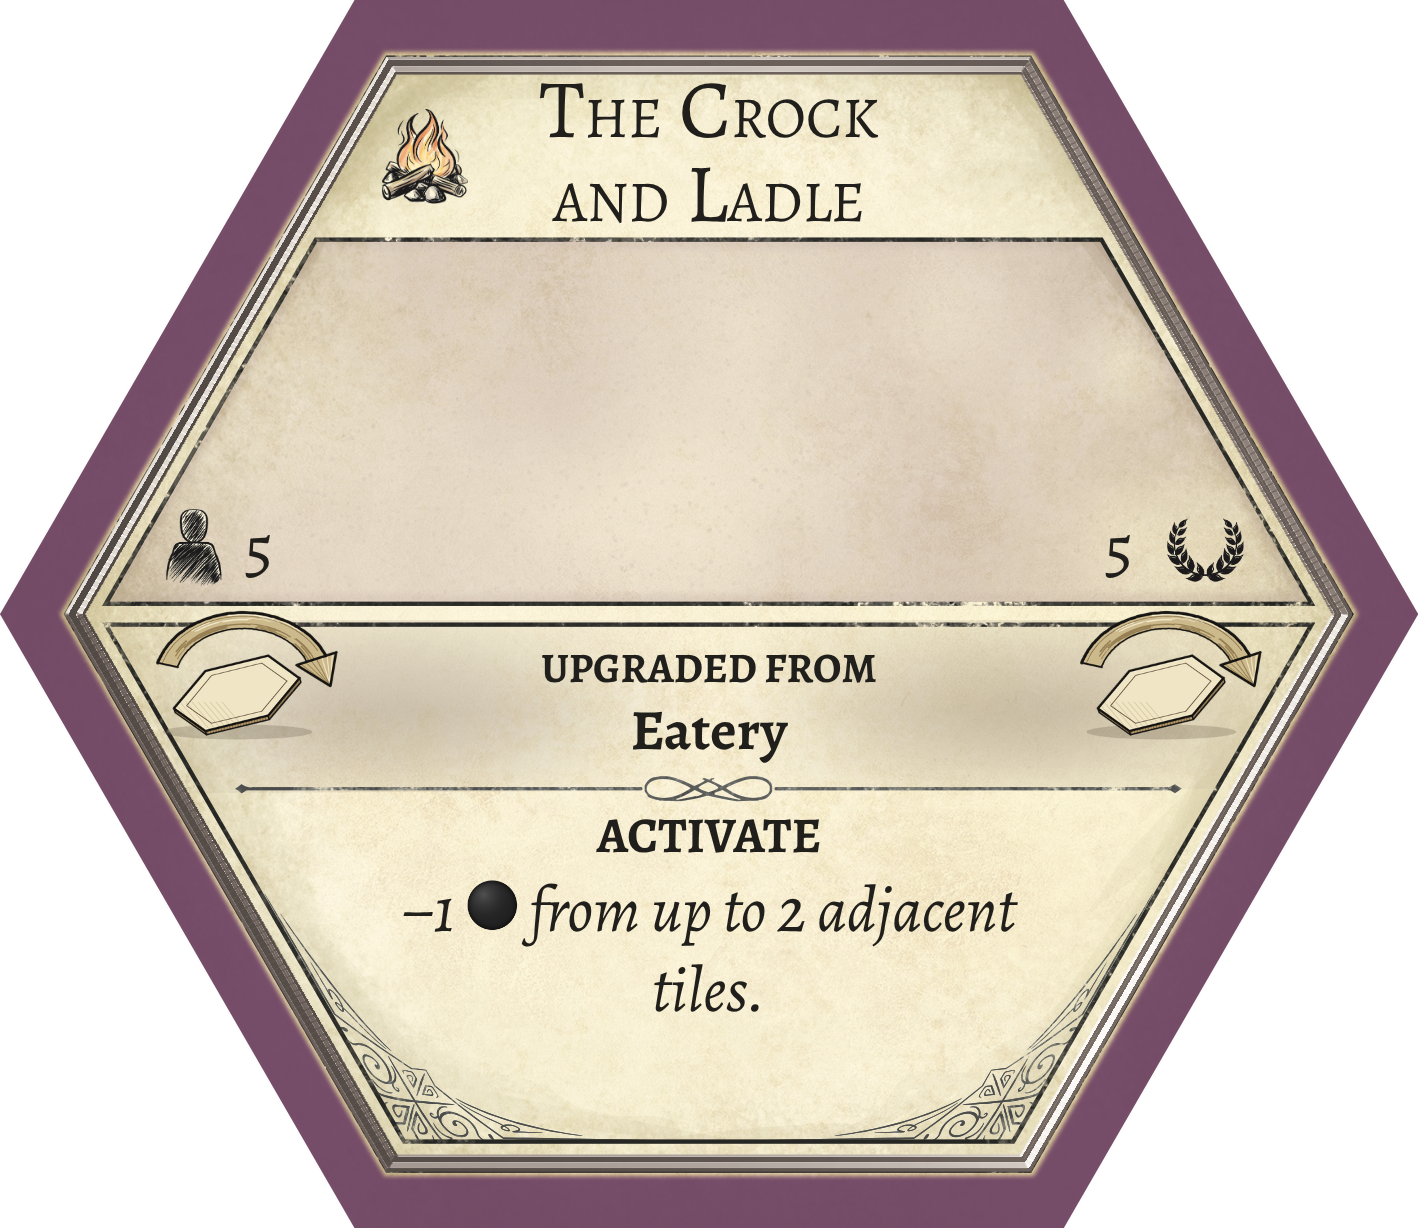 The Crock
and Ladle
5
5
UPGRADED FROM
Eatery
ACTIVATE
–1 from up to 2 adjacent
tiles.